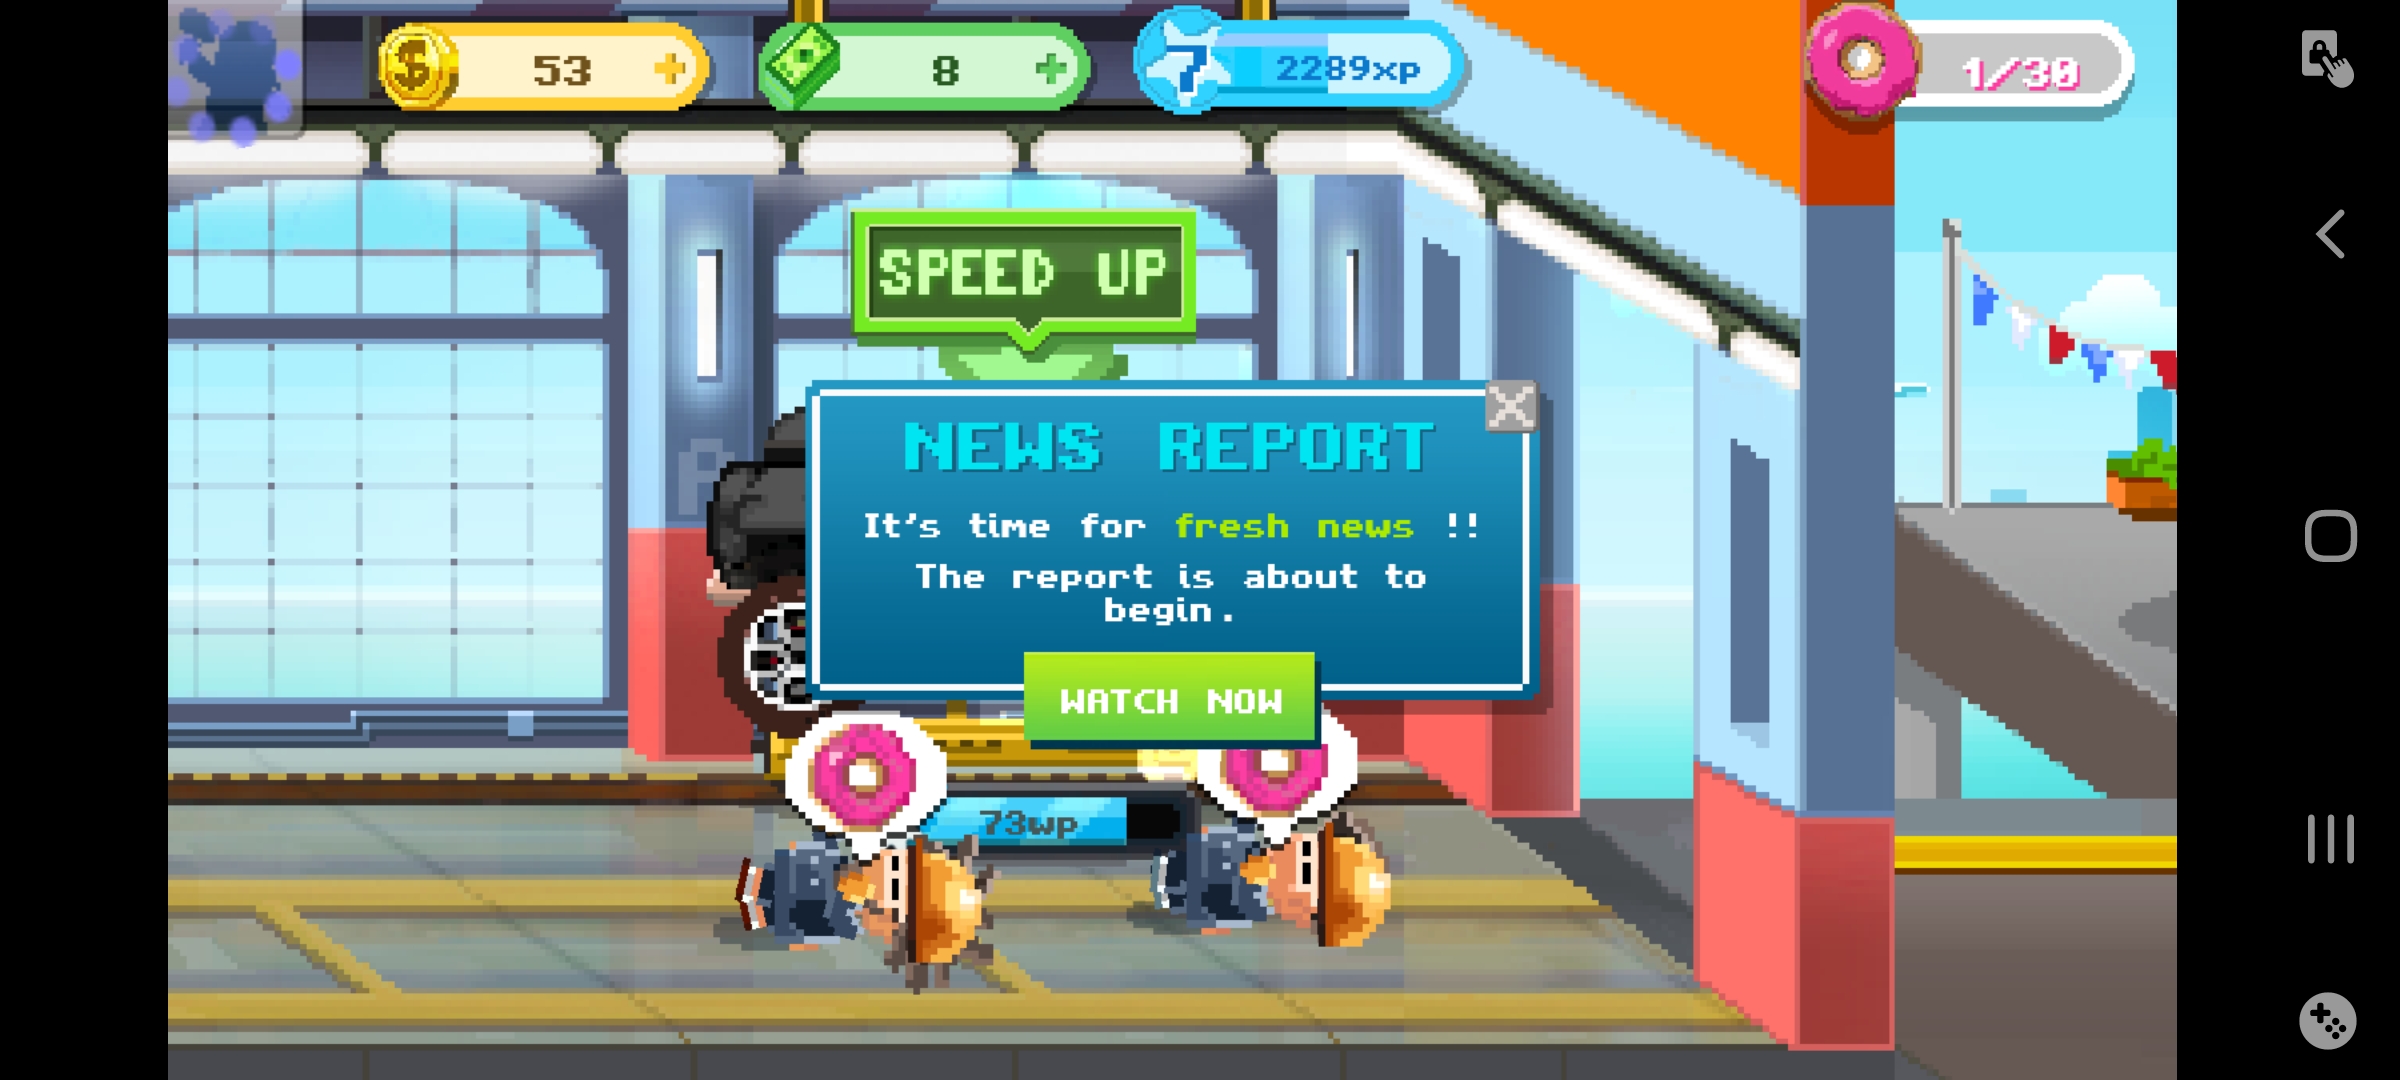 53
8
7
2289xp
1/30
SPEED UP
NEWS REPORT
It's time for fresh news !!
The report is about to
begin.
WATCH NOW
73wp